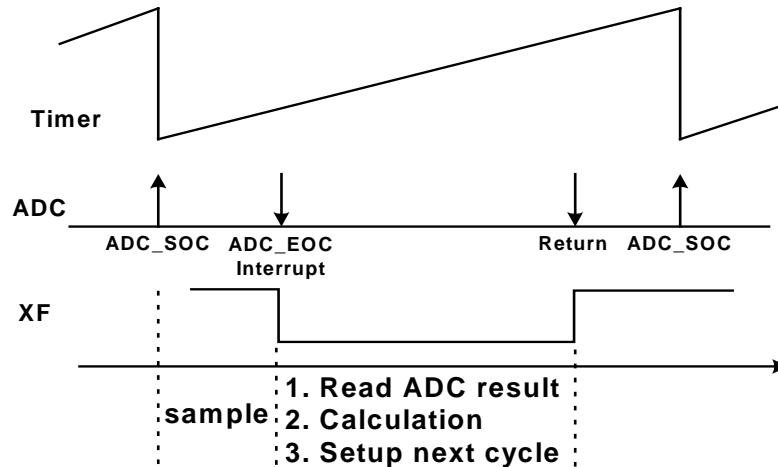 Timer
ADC
ADC_SOC
ADC_EOC
Interrupt
Return
ADC_SOC
XF
sample
1. Read ADC result
2. Calculation
3. Setup next cycle